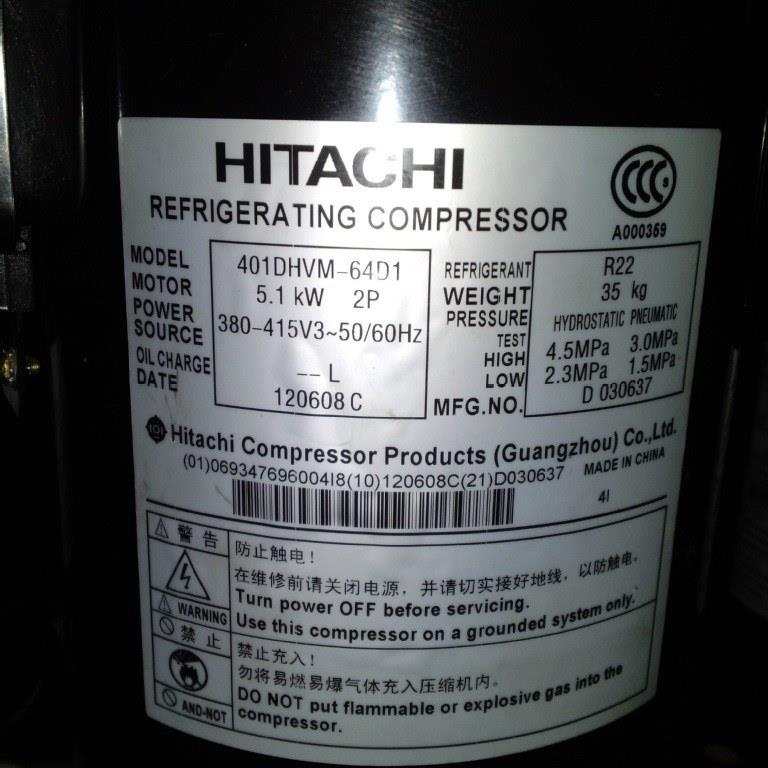 HITACHI
REFRIGERATING COMPRESSOR
A000359
MODEL 401DHVM-64D1
MOTOR 5.1 kW 2P
POWER SOURCE 380-415V3~50/60Hz
OIL CHARGE -- L
DATE 120608 C
REFRIGERANT R22
WEIGHT 35 kg
PRESSURE HYDROSTATIC PNEUMATIC
TEST
HIGH 4.5MPa 3.0MPa
LOW 2.3MPa 1.5MPa
MFG.NO. D 030637
Hitachi Compressor Products (Guangzhou) Co.,Ltd.
(01)06934769600418(10)120608C(21)D030637
MADE IN CHINA
4I
警告
WARNING
防止触电!
在维修前请关闭电源,并请切实接好地线,以防触电。
Turn power OFF before servicing.
Use this compressor on a grounded system only.
禁止
AND-NOT
禁止充入!
勿将易燃易爆气体充入压缩机内。
DO NOT put flammable or explosive gas into the
compressor.